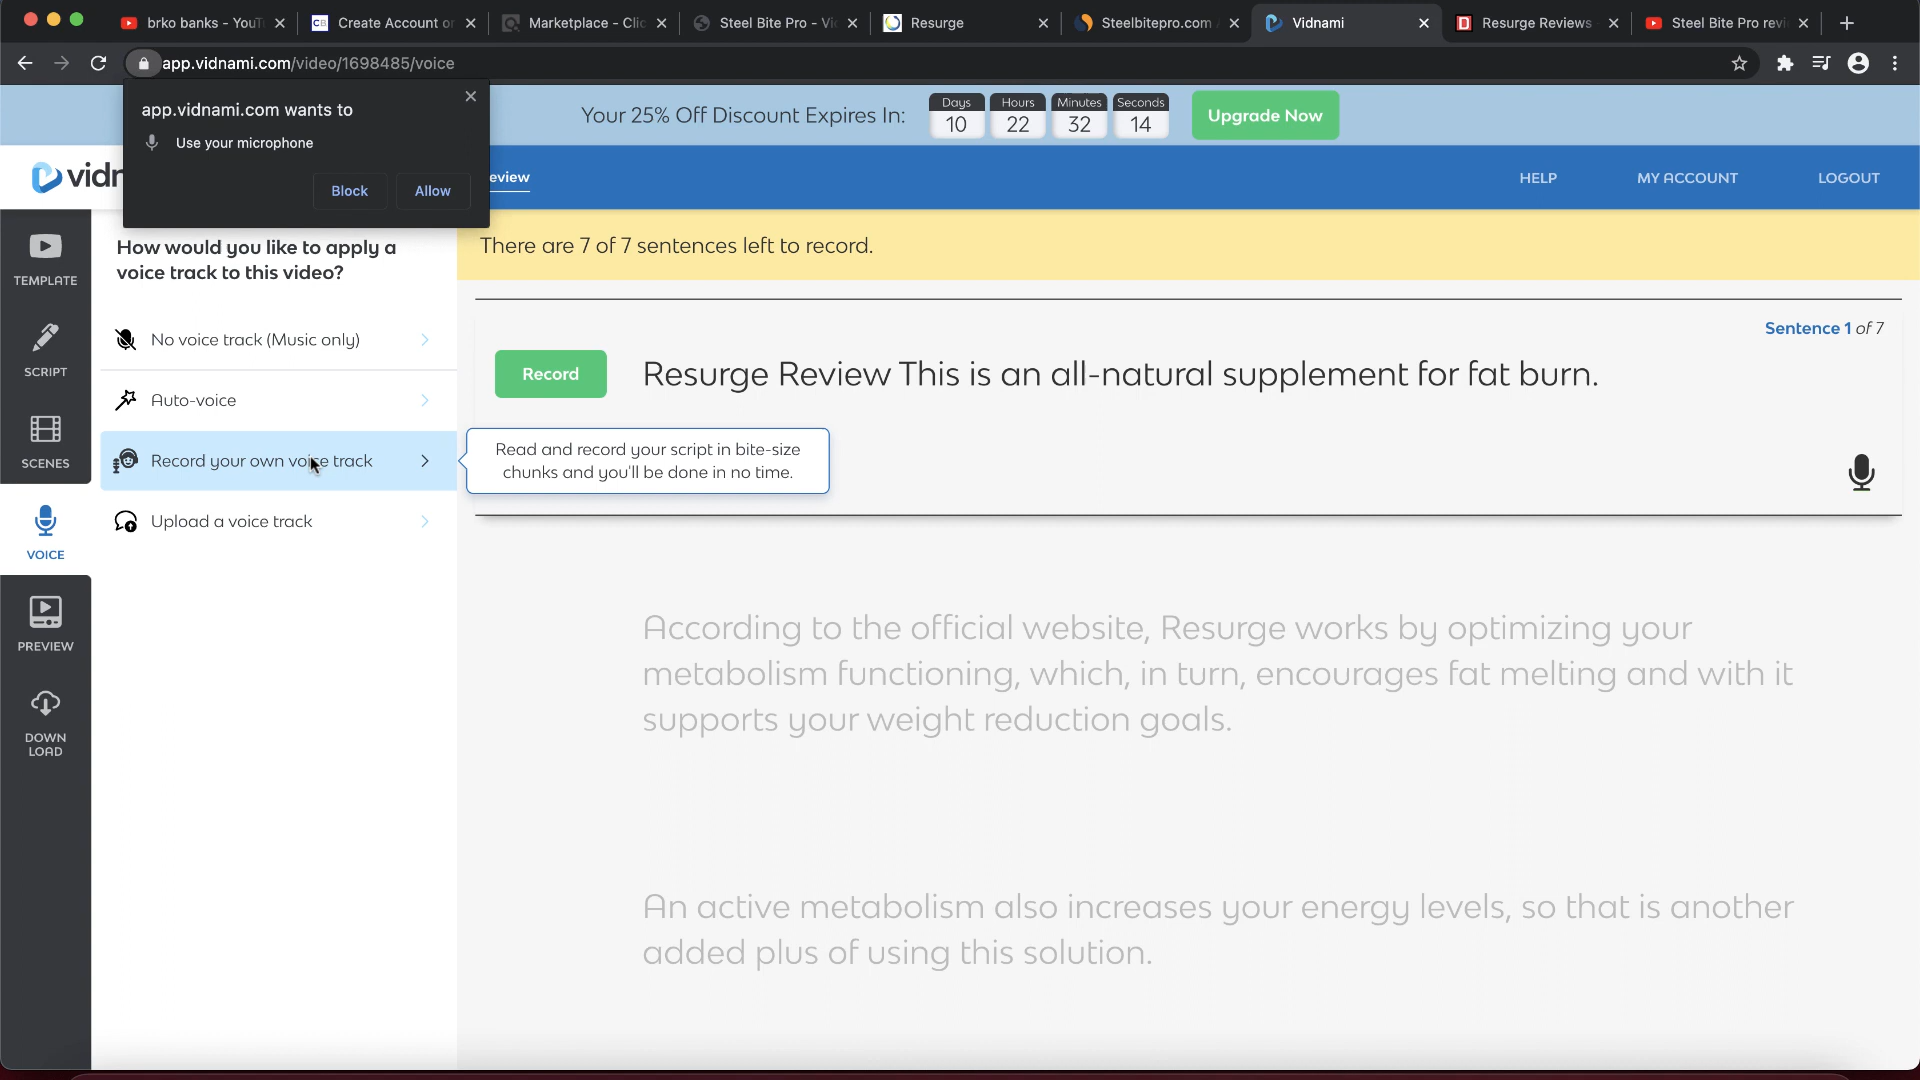 brko banks - YouT
Create Account or
Marketplace - Clic
Steel Bite Pro - Vi
Resurge
Steelbitepro.com
Vidnami
Resurge Reviews
Steel Bite Pro revi
app.vidnami.com/video/1698485/voice
app.vidnami.com wants to
Use your microphone
Block
Allow
Your 25% Off Discount Expires In:
Days
10
Hours
22
Minutes
32
Seconds
14
Upgrade Now
vidn
eview
HELP
MY ACCOUNT
LOGOUT
TEMPLATE
SCRIPT
SCENES
VOICE
PREVIEW
DOWN
LOAD
How would you like to apply a
voice track to this video?
No voice track (Music only)
Auto-voice
Record your own voice track
Upload a voice track
There are 7 of 7 sentences left to record.
Sentence 1 of 7
Record
Resurge Review This is an all-natural supplement for fat burn.
Read and record your script in bite-size
chunks and you'll be done in no time.
According to the official website, Resurge works by optimizing your
metabolism functioning, which, in turn, encourages fat melting and with it
supports your weight reduction goals.
An active metabolism also increases your energy levels, so that is another
added plus of using this solution.